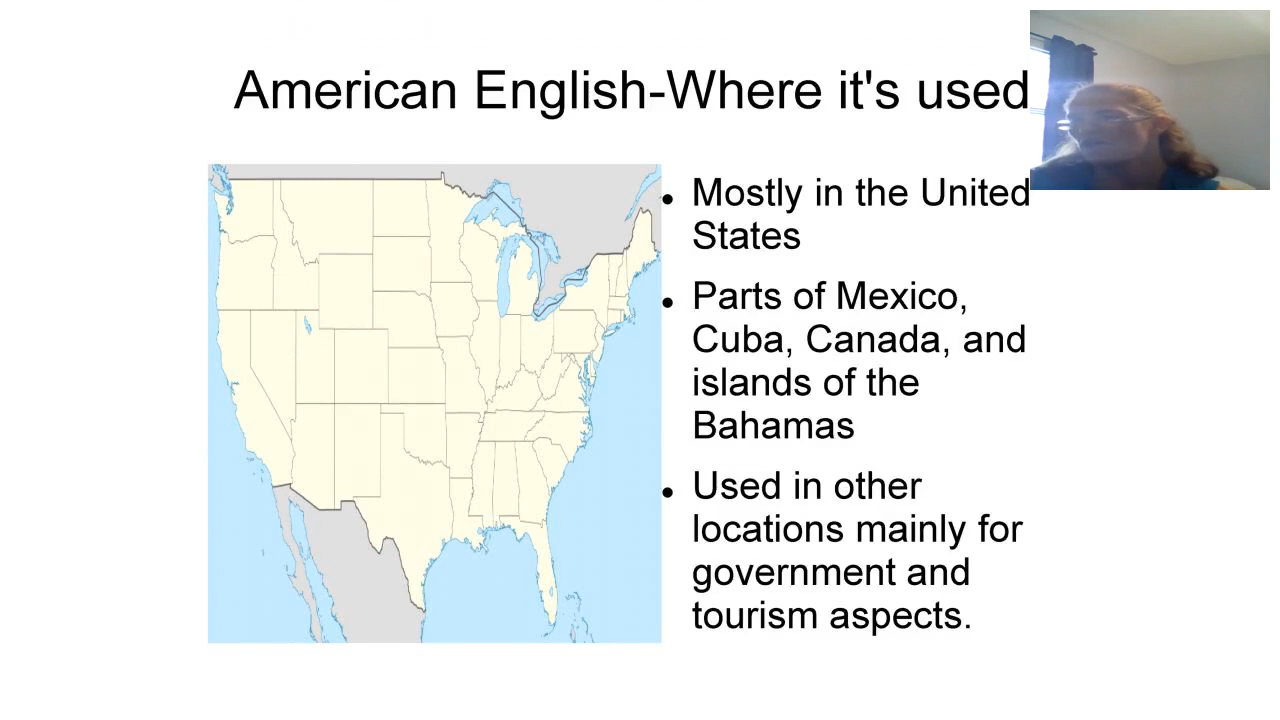 American English-Where it's used
Mostly in the United
States
Parts of Mexico,
Cuba, Canada, and
islands of the
Bahamas
Used in other
locations mainly for
government and
tourism aspects.